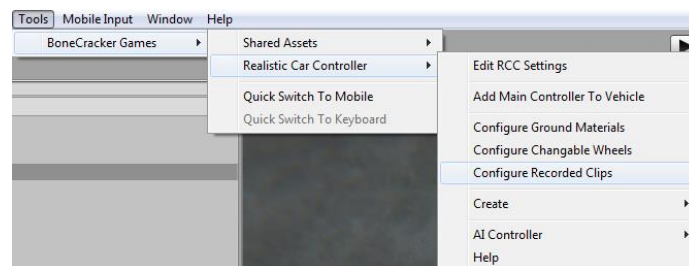 Tools Mobile Input Window Help
BoneCracker Games
Shared Assets
Realistic Car Controller
Quick Switch To Mobile
Quick Switch To Keyboard
Edit RCC Settings
Add Main Controller To Vehicle
Configure Ground Materials
Configure Changable Wheels
Configure Recorded Clips
Create
AI Controller
Help